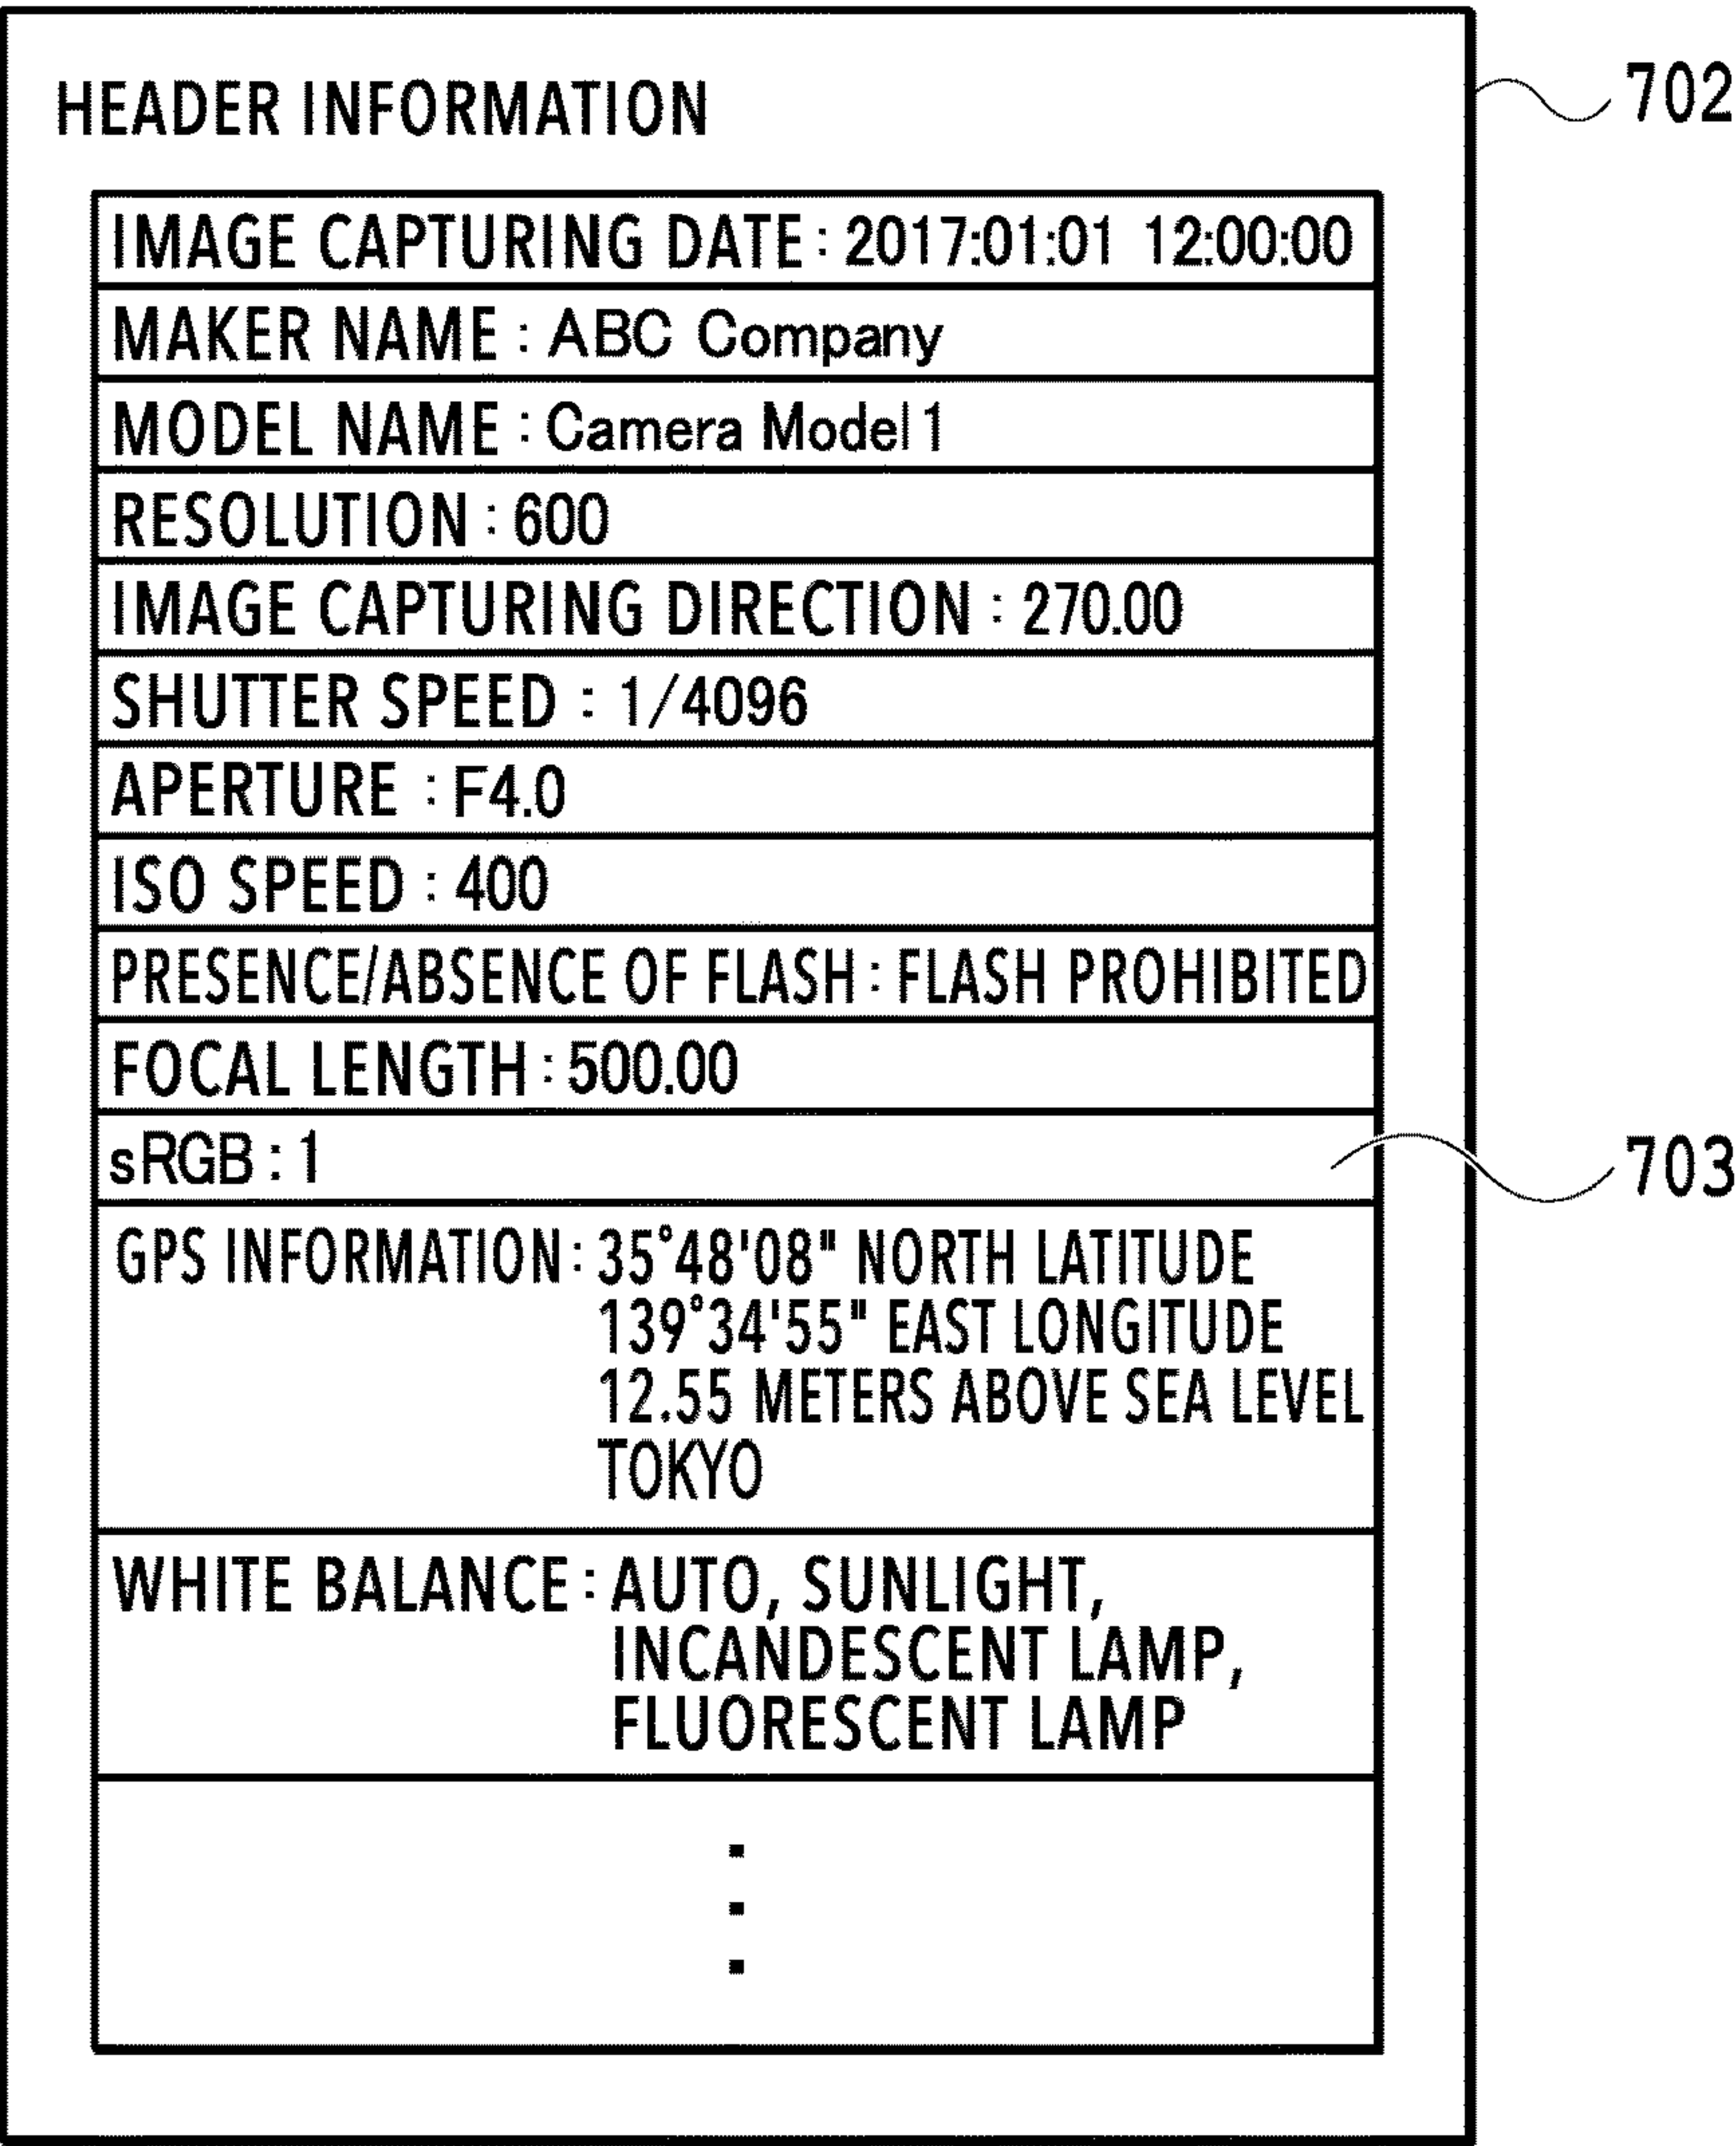 HEADER INFORMATION
702
IMAGE CAPTURING DATE : 2017:01:01 12:00:00
MAKER NAME : ABC Company
MODEL NAME : Camera Model 1
RESOLUTION : 600
IMAGE CAPTURING DIRECTION : 270.00
SHUTTER SPEED : 1/4096
APERTURE : F4.0
ISO SPEED : 400
PRESENCE/ABSENCE OF FLASH : FLASH PROHIBITED
FOCAL LENGTH : 500.00
sRGB : 1
703
GPS INFORMATION : 35°48'08" NORTH LATITUDE
139°34'55" EAST LONGITUDE
12.55 METERS ABOVE SEA LEVEL
TOKYO
WHITE BALANCE : AUTO, SUNLIGHT,
INCANDESCENT LAMP,
FLUORESCENT LAMP